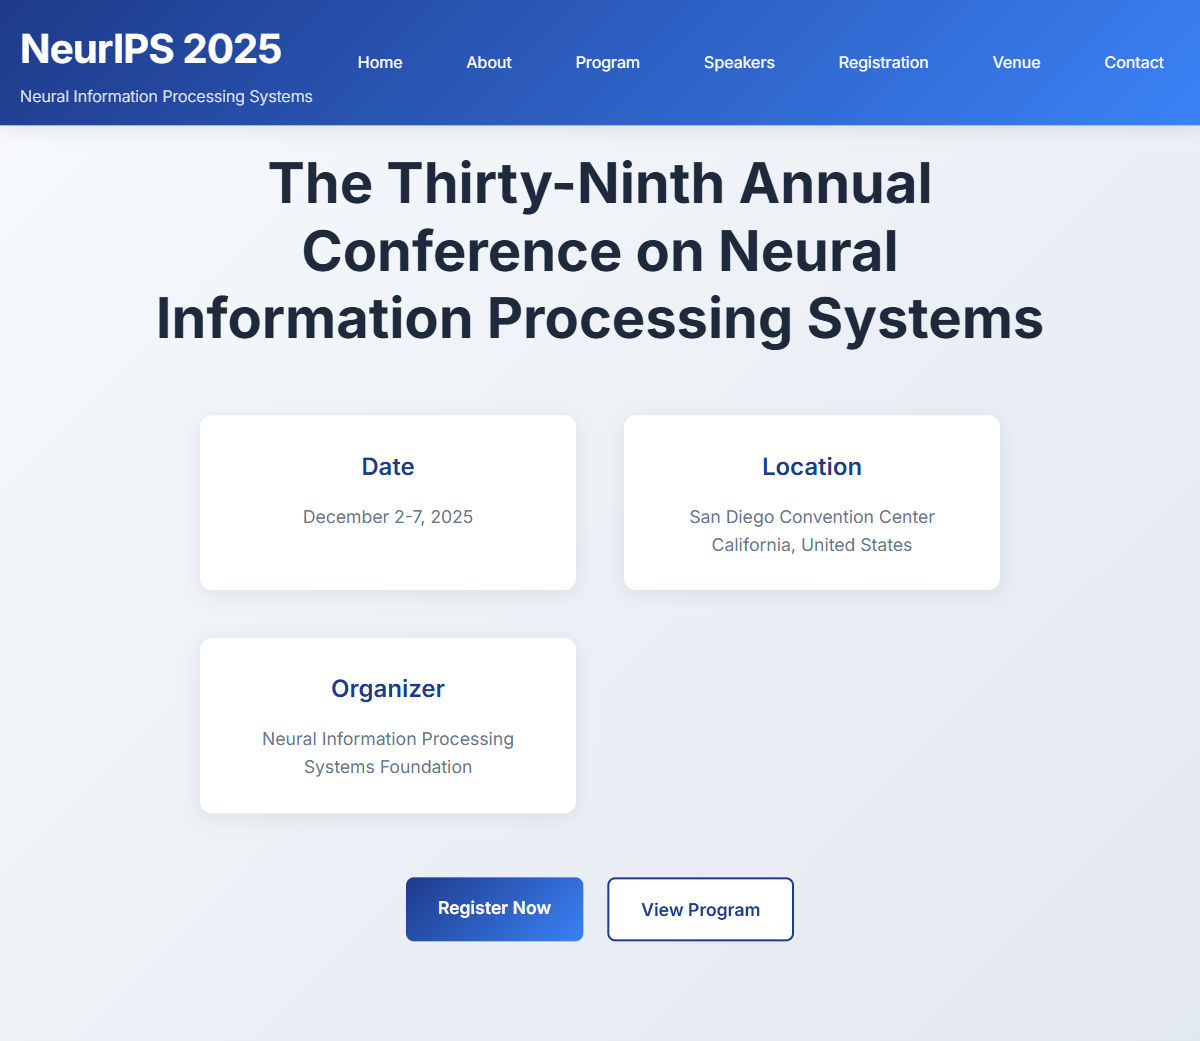 NeurIPS 2025
Neural Information Processing Systems
Home
About
Program
Speakers
Registration
Venue
Contact
The Thirty-Ninth Annual
Conference on Neural
Information Processing Systems
Date
December 2-7, 2025
Location
San Diego Convention Center
California, United States
Organizer
Neural Information Processing
Systems Foundation
Register Now
View Program